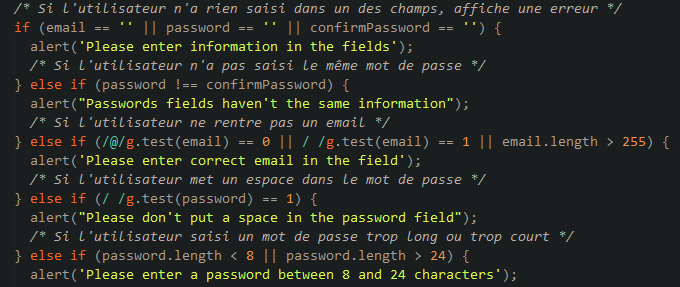 /* Si l'utilisateur n'a rien saisi dans un des champs, affiche une erreur */
if (email == '' || password == '' || confirmPassword == '') {
alert('Please enter information in the fields');
/* Si l'utilisateur n'a pas saisi le même mot de passe */
} else if (password !== confirmPassword) {
alert("Passwords fields haven't the same information");
/* Si l'utilisateur ne rentre pas un email */
} else if (/@/g.test(email) == 0 || / /g.test(email) == 1 || email.length > 255) {
alert('Please enter correct email in the field');
/* Si l'utilisateur met un espace dans le mot de passe */
} else if (/ /g.test(password) == 1) {
alert("Please don't put a space in the password field");
/* Si l'utilisateur saisi un mot de passe trop long ou trop court */
} else if (password.length < 8 || password.length > 24) {
alert('Please enter a password between 8 and 24 characters');